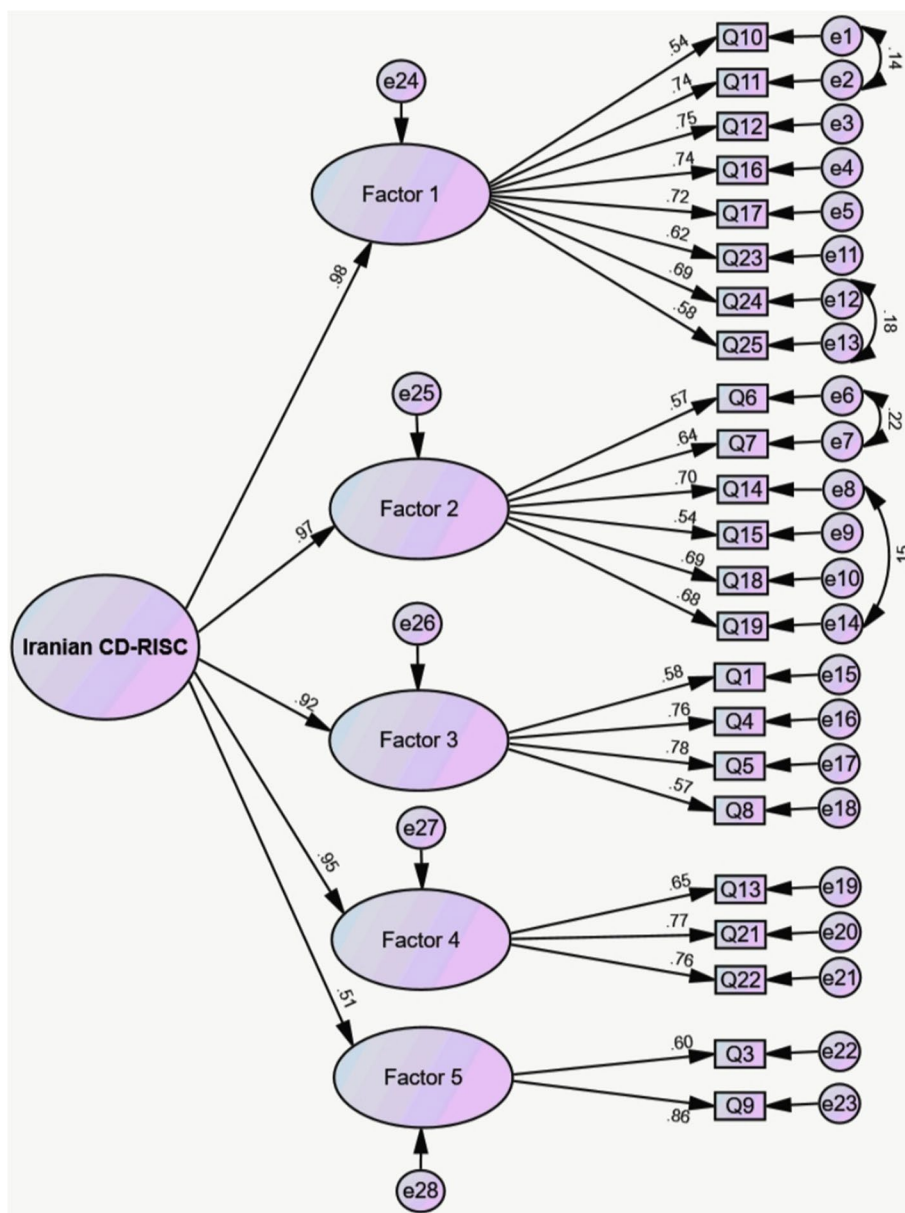 e24
Factor 1
.98
.54
Q10
e1
.14
.74
Q11
e2
.75
Q12
e3
.74
Q16
e4
.72
Q17
e5
.62
Q23
e11
.69
Q24
e12
.18
.58
Q25
e13
e25
Factor 2
.97
.57
Q6
e6
.22
.64
Q7
e7
.70
Q14
e8
.54
Q15
e9
.69
Q18
e10
.68
Q19
e14
Iranian CD-RISC
e26
Factor 3
.92
.58
Q1
e15
.76
Q4
e16
.78
Q5
e17
.57
Q8
e18
e27
Factor 4
.95
.65
Q13
e19
.77
Q21
e20
.76
Q22
e21
.51
Factor 5
.60
Q3
e22
.86
Q9
e23
e28